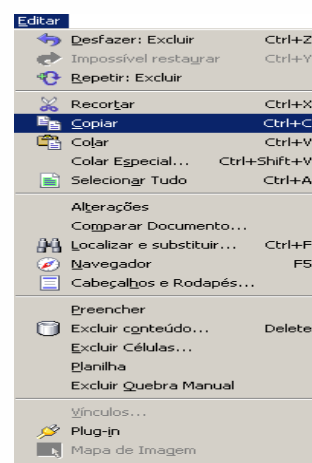 Editar
Desfazer: Excluir Ctrl+Z
Impossível restaurar Ctrl+Y
Repetir: Excluir
Recortar Ctrl+X
Copiar Ctrl+C
Colar Ctrl+V
Colar Especial... Ctrl+Shift+V
Selecionar Tudo Ctrl+A
Alterações
Comparar Documento...
Localizar e substituir... Ctrl+F
Navegador F5
Cabeçalhos e Rodapés...
Preencher
Excluir conteúdo... Delete
Excluir Células...
Planilha
Excluir Quebra Manual
Vínculos...
Plug-in
Mapa de Imagem